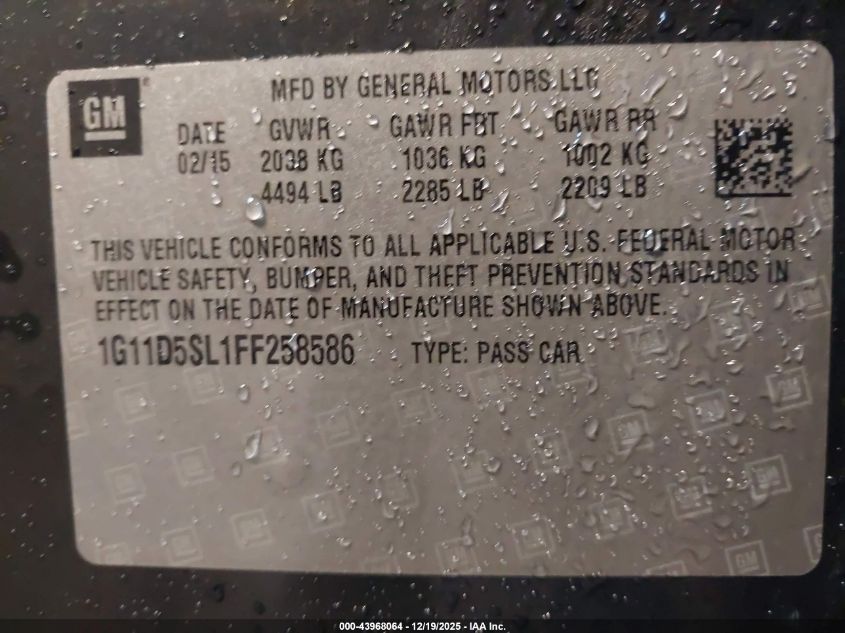 GM
MFD BY GENERAL MOTORS LLC
DATE GVWR GAWR FRT GAWR RR
02/15 2038 KG 1036 KG 1002 KG
4494 LB 2285 LB 2209 LB
THIS VEHICLE CONFORMS TO ALL APPLICABLE U.S. FEDERAL MOTOR
VEHICLE SAFETY, BUMPER, AND THEFT PREVENTION STANDARDS IN
EFFECT ON THE DATE OF MANUFACTURE SHOWN ABOVE.
1G11D5SL1FF258586 TYPE: PASS CAR
000-43968064 - 12/19/2025 - IAA Inc.